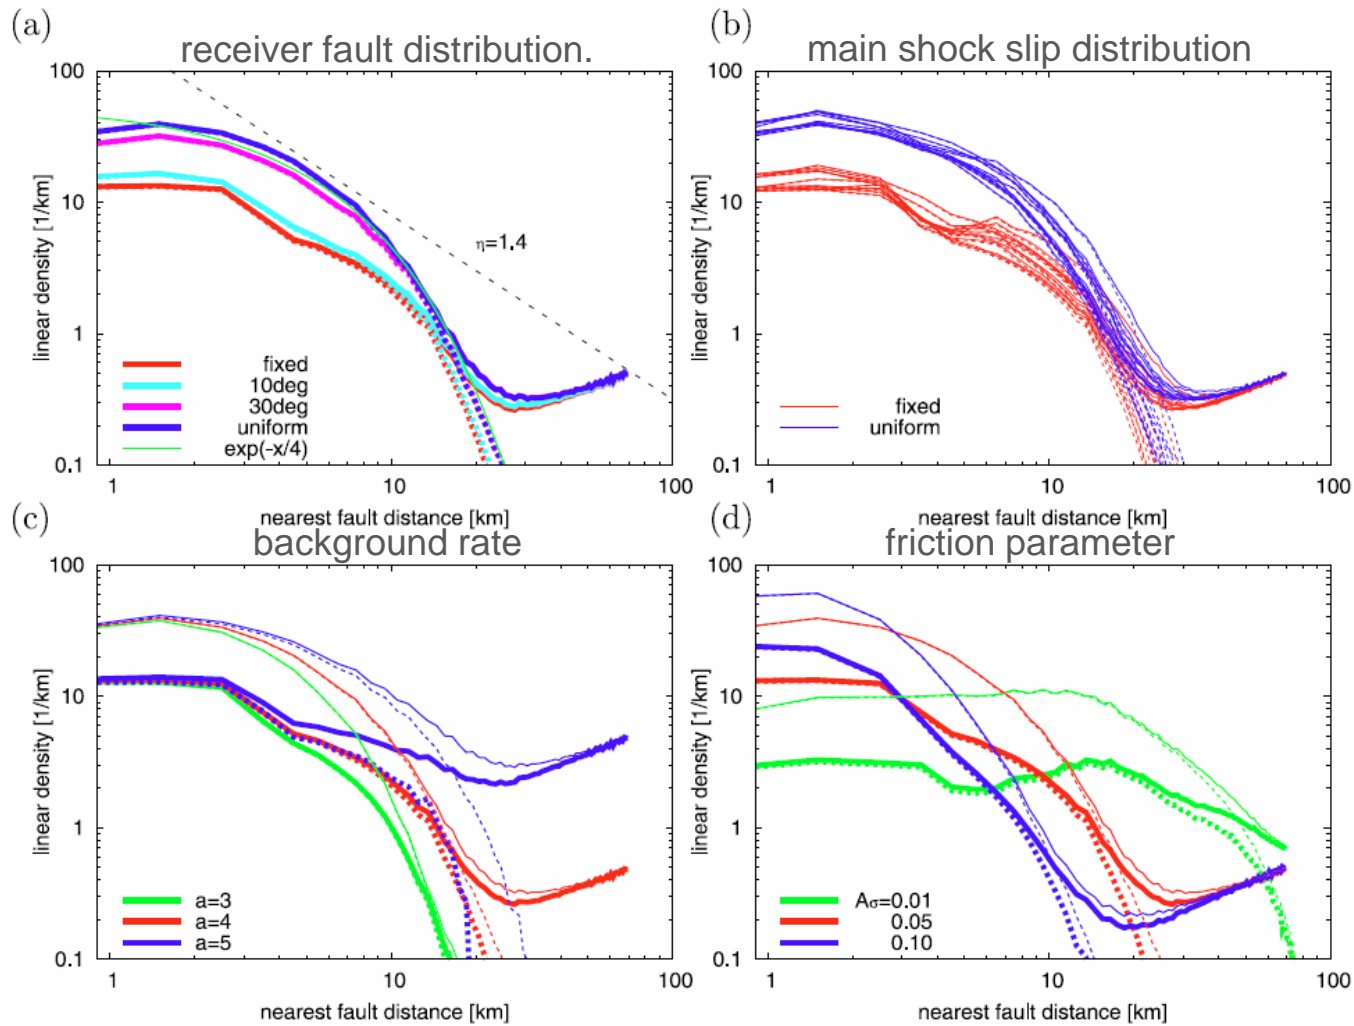 (a)
receiver fault distribution.
100
10
1
0.1
linear density [1/km]
η=1.4
fixed
10deg
30deg
uniform
exp(-x/4)
1
10
100
nearest fault distance [km]
(b)
main shock slip distribution
100
10
1
0.1
linear density [1/km]
fixed
uniform
1
10
100
nearest fault distance [km]
(c)
background rate
100
10
1
0.1
linear density [1/km]
a=3
a=4
a=5
1
10
100
nearest fault distance [km]
(d)
friction parameter
100
10
1
0.1
linear density [1/km]
Aσ=0.01
0.05
0.10
1
10
100
nearest fault distance [km]